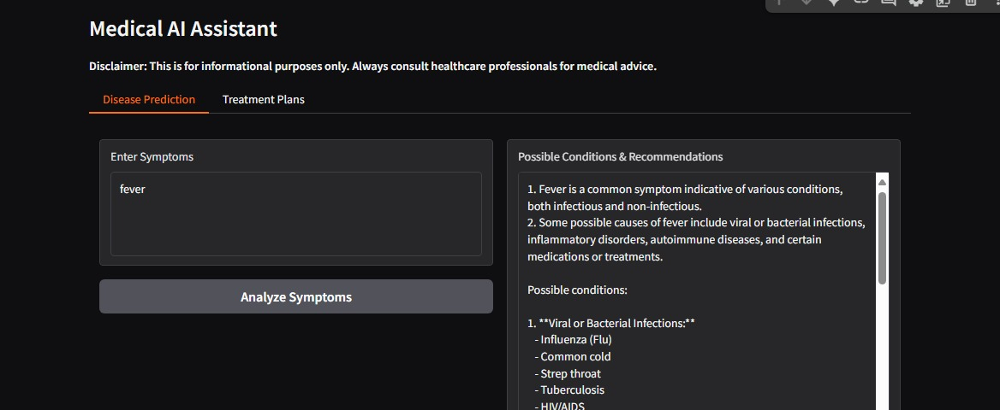 Medical AI Assistant
Disclaimer: This is for informational purposes only. Always consult healthcare professionals for medical advice.
Disease Prediction
Treatment Plans
Enter Symptoms
fever
Analyze Symptoms
Possible Conditions & Recommendations
1. Fever is a common symptom indicative of various conditions,
both infectious and non-infectious.
2. Some possible causes of fever include viral or bacterial infections,
inflammatory disorders, autoimmune diseases, and certain
medications or treatments.
Possible conditions:
1. **Viral or Bacterial Infections:**
- Influenza (Flu)
- Common cold
- Strep throat
- Tuberculosis
- HIV/AIDS